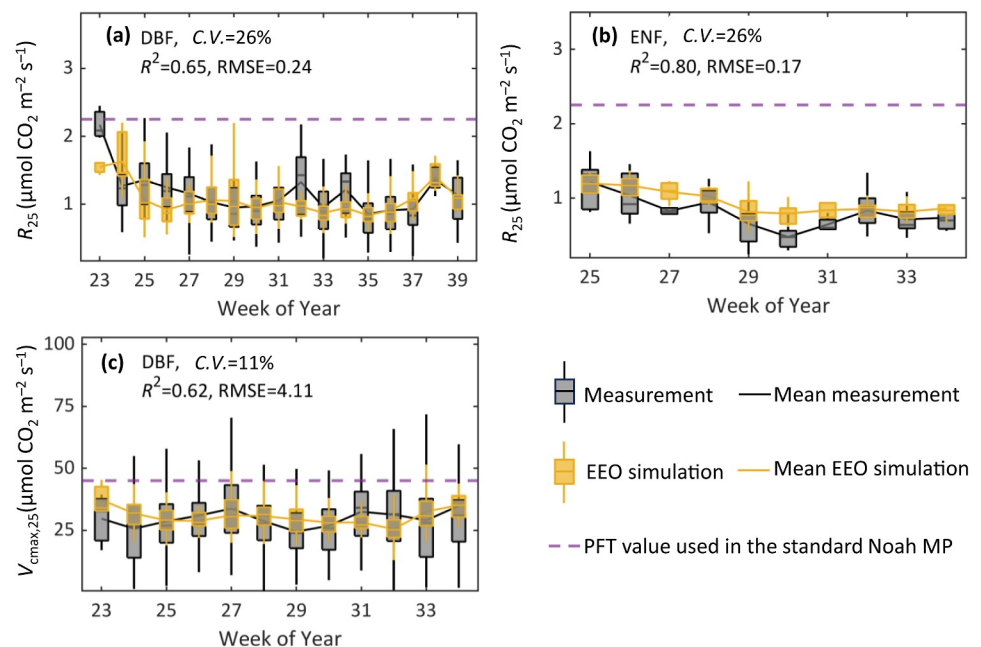 (a) DBF, C.V.=26%
R²=0.65, RMSE=0.24
R₂₅ (μmol CO₂ m⁻² s⁻¹)
3
2
1
23 25 27 29 31 33 35 37 39
Week of Year
(b) ENF, C.V.=26%
R²=0.80, RMSE=0.17
R₂₅ (μmol CO₂ m⁻² s⁻¹)
3
2
1
25 27 29 31 33
Week of Year
(c) DBF, C.V.=11%
R²=0.62, RMSE=4.11
Vcmax,25 (μmol CO₂ m⁻² s⁻¹)
100
75
50
25
23 25 27 29 31 33
Week of Year
Measurement Mean measurement
EEO simulation Mean EEO simulation
PFT value used in the standard Noah MP